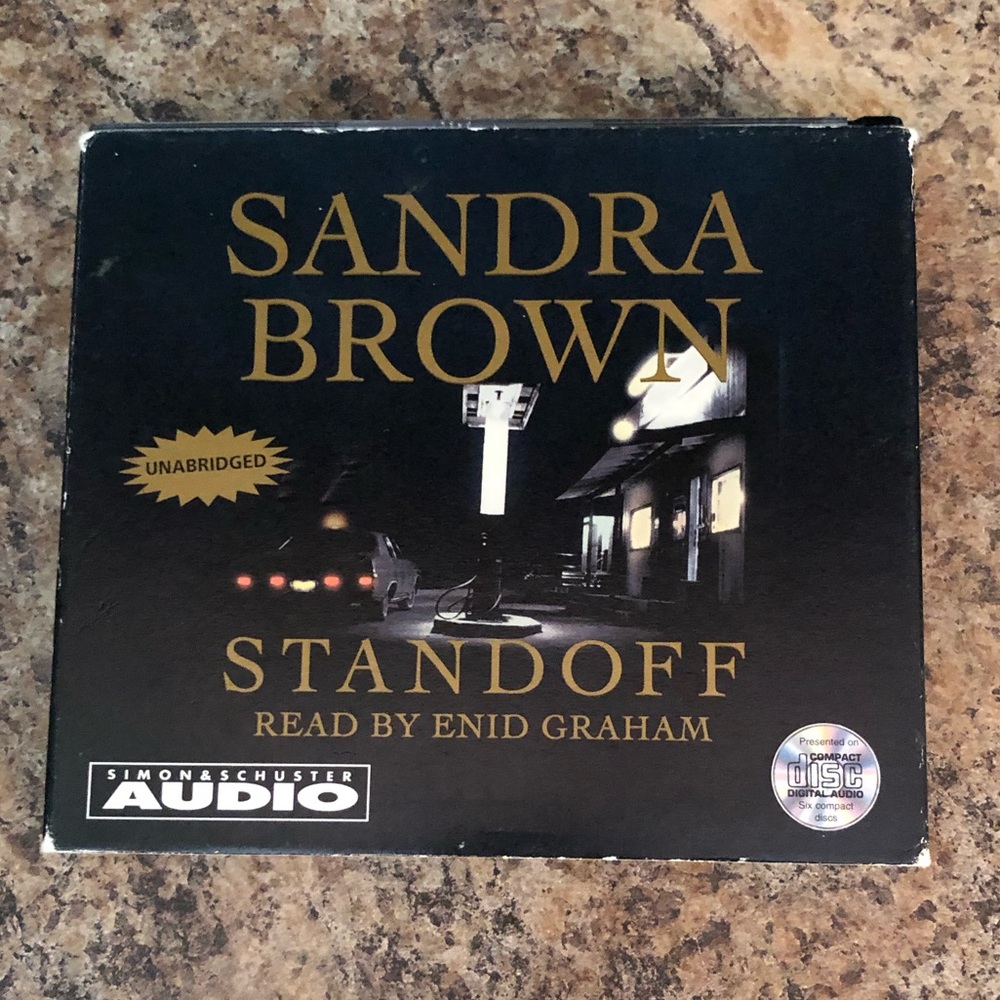 SANDRA
BROWN
UNABRIDGED
STANDOFF
READ BY ENID GRAHAM
SIMON & SCHUSTER
AUDIO
Presented on
COMPACT
disc
DIGITAL AUDIO
Six compact
discs